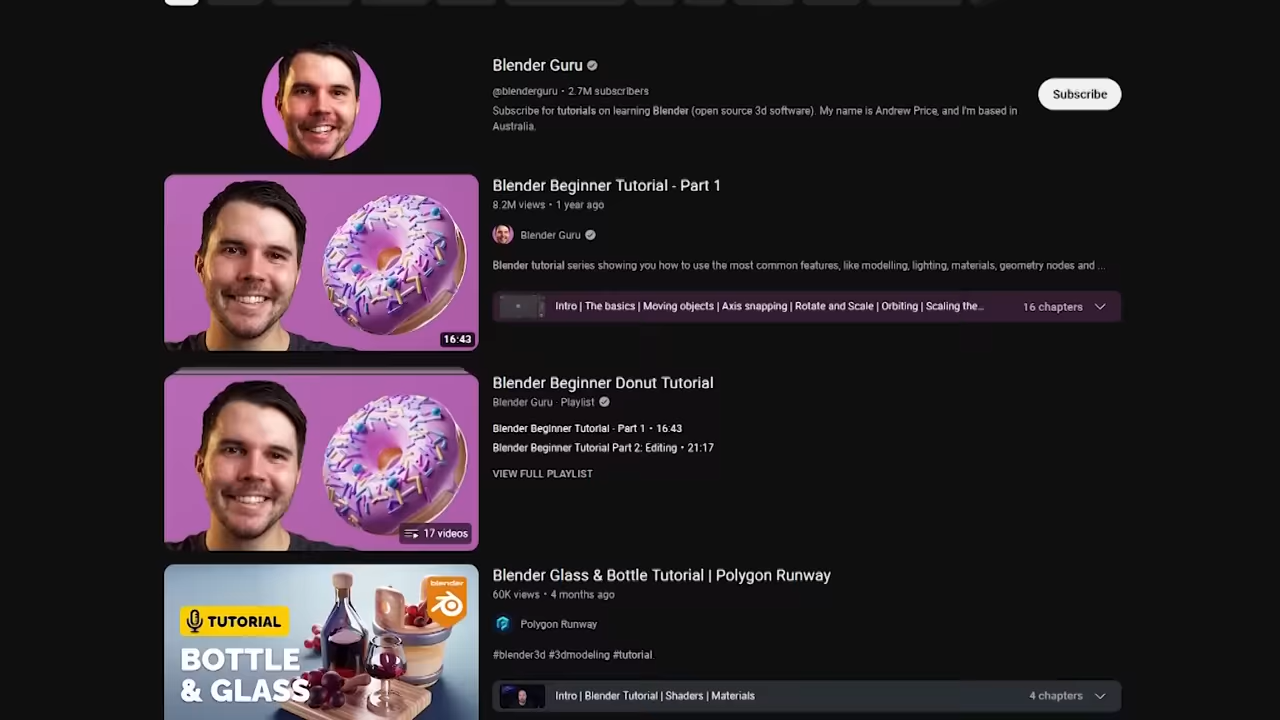 Blender Guru
@blenderguru • 2.7M subscribers
Subscribe for tutorials on learning Blender (open source 3d software). My name is Andrew Price, and I'm based in
Australia.
Subscribe
Blender Beginner Tutorial - Part 1
8.2M views • 1 year ago
Blender Guru
Blender tutorial series showing you how to use the most common features, like modelling, lighting, materials, geometry nodes and ...
Intro | The basics | Moving objects | Axis snapping | Rotate and Scale | Orbiting | Scaling the...
16 chapters
16:43
Blender Beginner Donut Tutorial
Blender Guru · Playlist
Blender Beginner Tutorial - Part 1 • 16:43
Blender Beginner Tutorial Part 2: Editing • 21:17
VIEW FULL PLAYLIST
17 videos
Blender Glass & Bottle Tutorial | Polygon Runway
60K views • 4 months ago
Polygon Runway
#blender3d #3dmodeling #tutorial
Intro | Blender Tutorial | Shaders | Materials
4 chapters
blender
TUTORIAL
BOTTLE
& GLASS